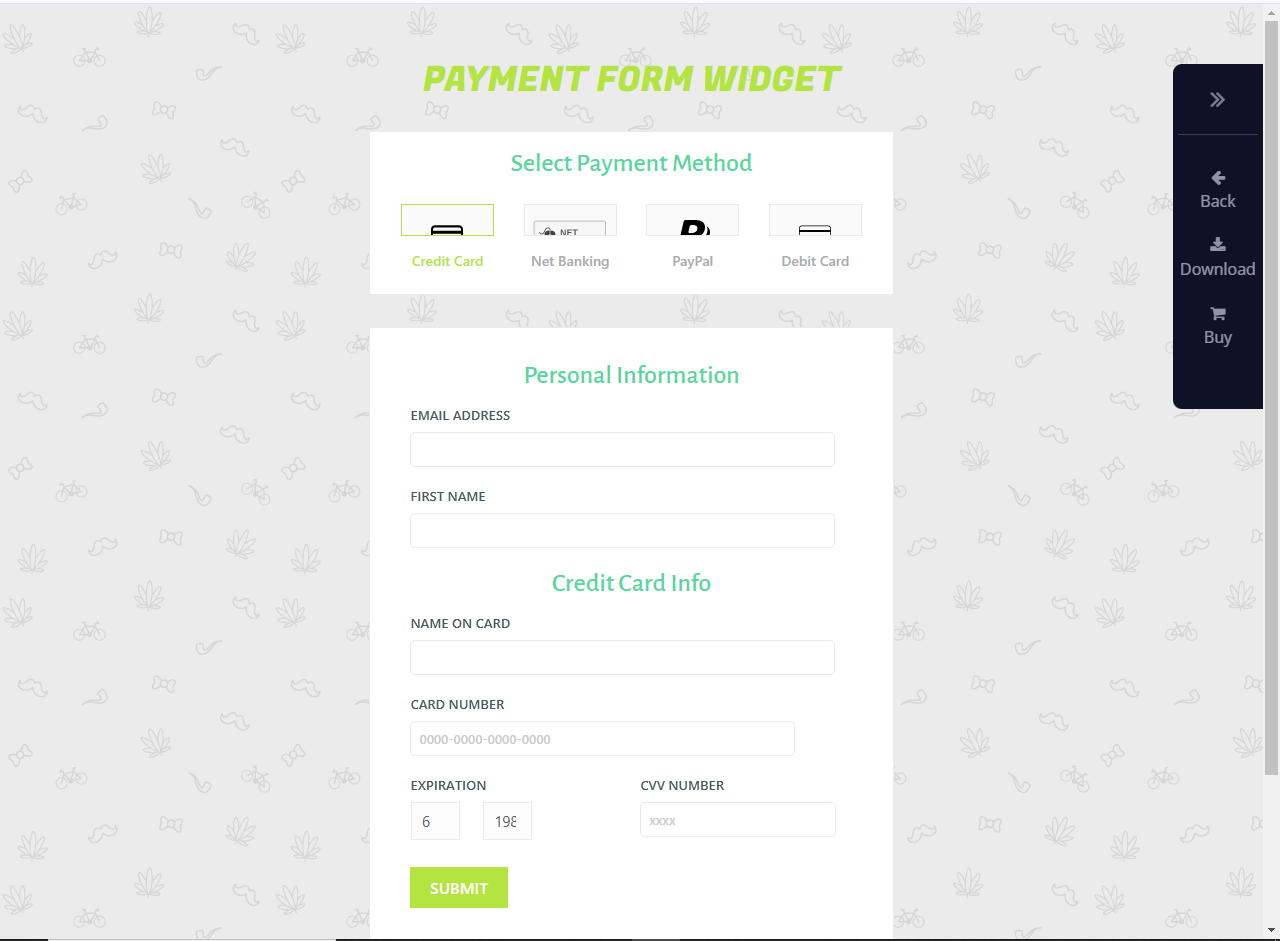 PAYMENT FORM WIDGET
Select Payment Method
NET
Credit Card Net Banking PayPal Debit Card
Back
Download
Buy
Personal Information
EMAIL ADDRESS
FIRST NAME
Credit Card Info
NAME ON CARD
CARD NUMBER
0000-0000-0000-0000
EXPIRATION CVV NUMBER
6 198 xxxx
SUBMIT